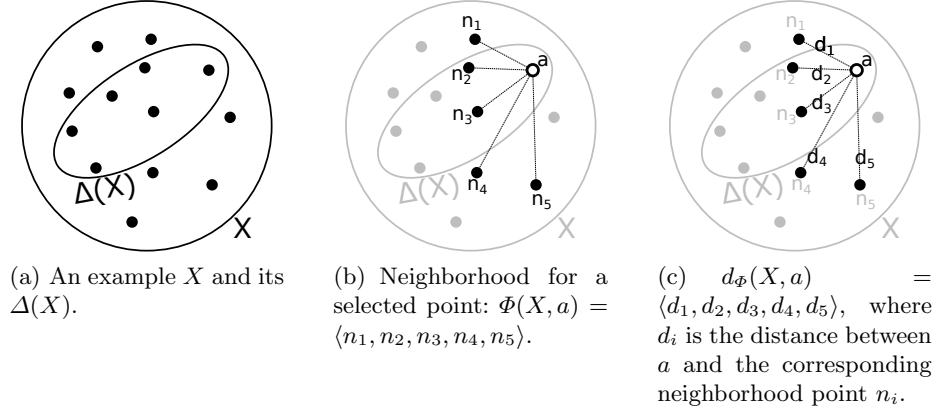 Δ(X)
X
n1
n2
n3
n4
n5
a
Δ(X)
X
n1
n2
n3
n4
n5
d1
d2
d3
d4
d5
a
Δ(X)
X
(a) An example X and its
Δ(X).
(b) Neighborhood for a
selected point: Φ(X, a) =
⟨n1, n2, n3, n4, n5⟩.
(c) dΦ(X, a) =
⟨d1, d2, d3, d4, d5⟩, where
di is the distance between
a and the corresponding
neighborhood point ni.